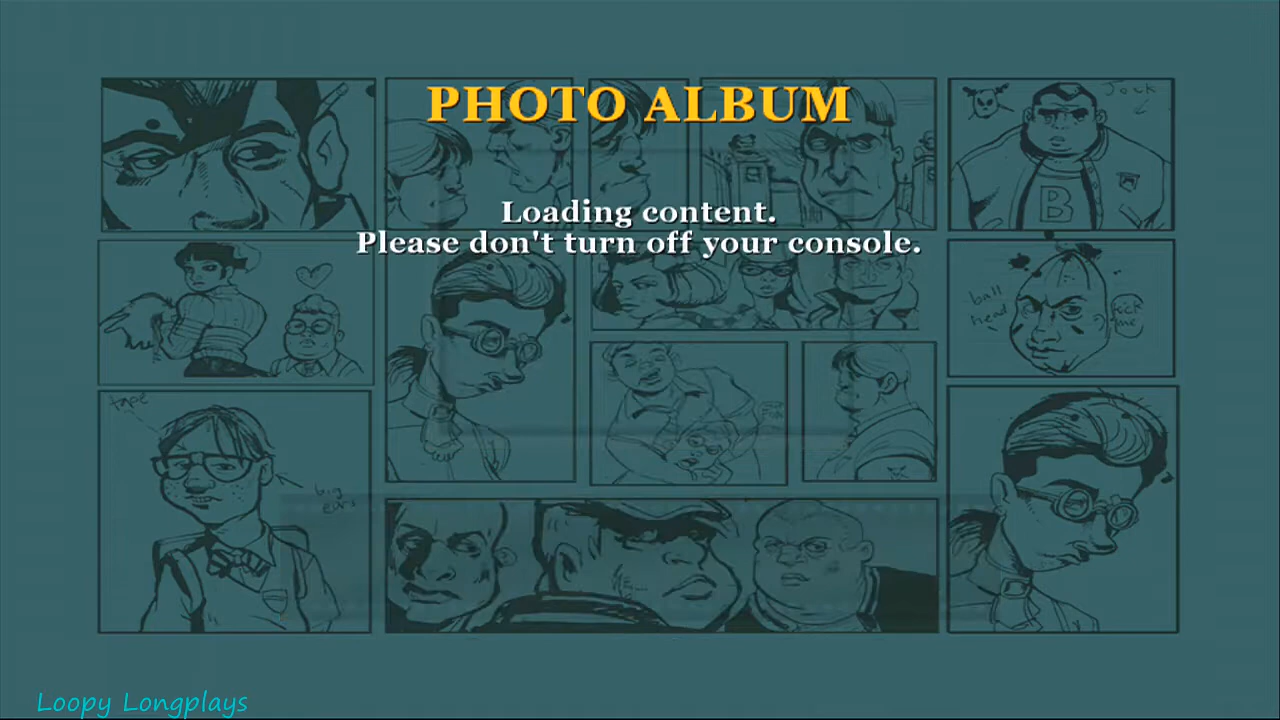 PHOTO ALBUM
Jock
Loading content.
Please don't turn off your console.
B
ball
head
tape
big
ears
Loopy Longplays